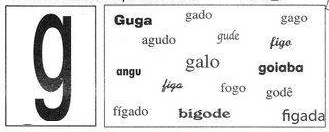 g
Guga gado gago
agudo gude figo
angu galo goiaba
figa fogo godê
fígado bigode figada